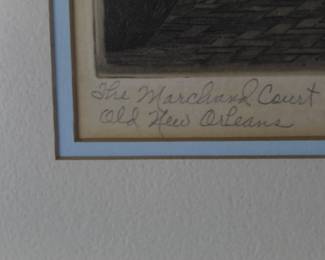 The Marchand Court
Old New Orleans